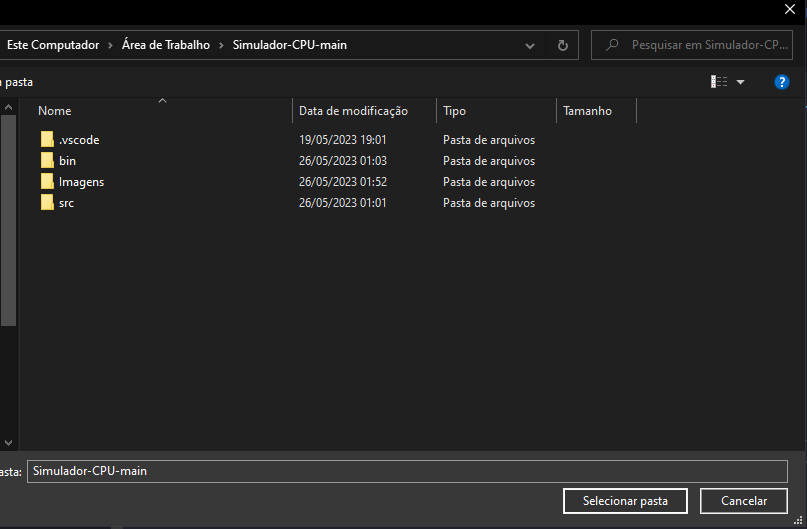 Este Computador > Área de Trabalho > Simulador-CPU-main
Pesquisar em Simulador-CP...
pasta
?
Nome Data de modificação Tipo Tamanho
.vscode 19/05/2023 19:01 Pasta de arquivos
bin 26/05/2023 01:03 Pasta de arquivos
Imagens 26/05/2023 01:52 Pasta de arquivos
src 26/05/2023 01:01 Pasta de arquivos
asta: Simulador-CPU-main
Selecionar pasta Cancelar